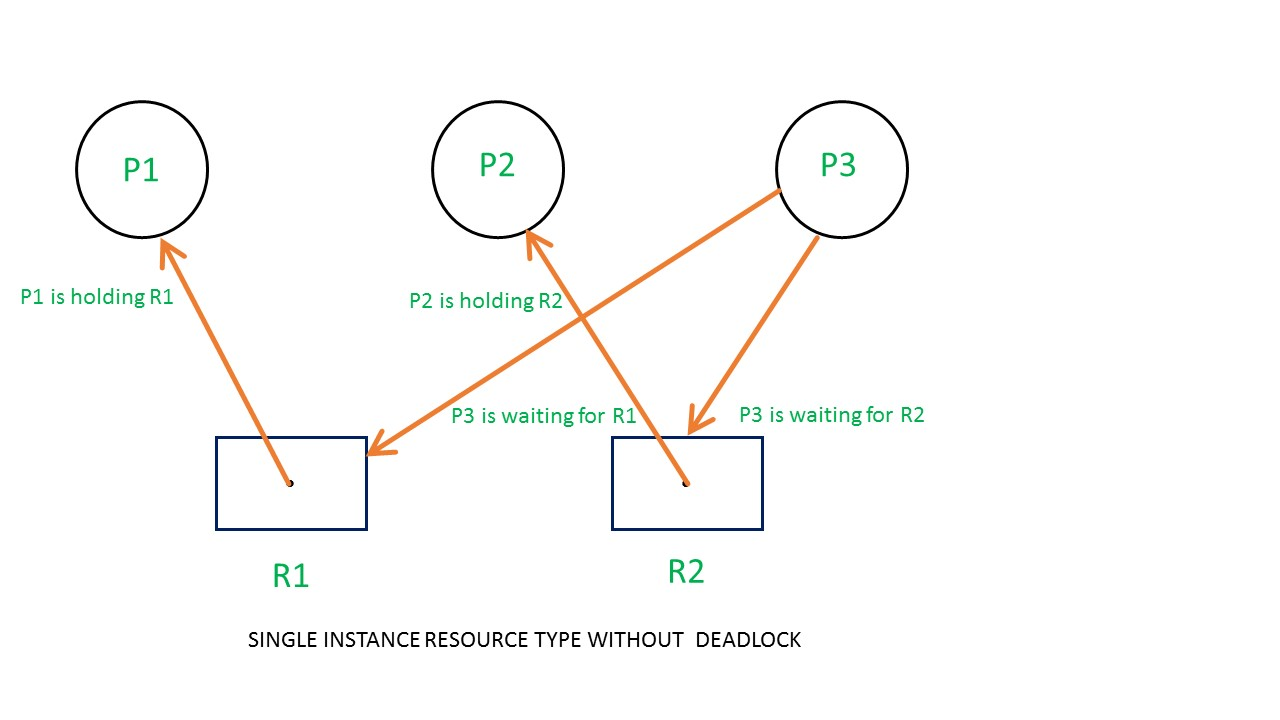 P1
P2
P3
P1 is holding R1
P2 is holding R2
P3 is waiting for R1
P3 is waiting for R2
R1
R2
SINGLE INSTANCE RESOURCE TYPE WITHOUT DEADLOCK